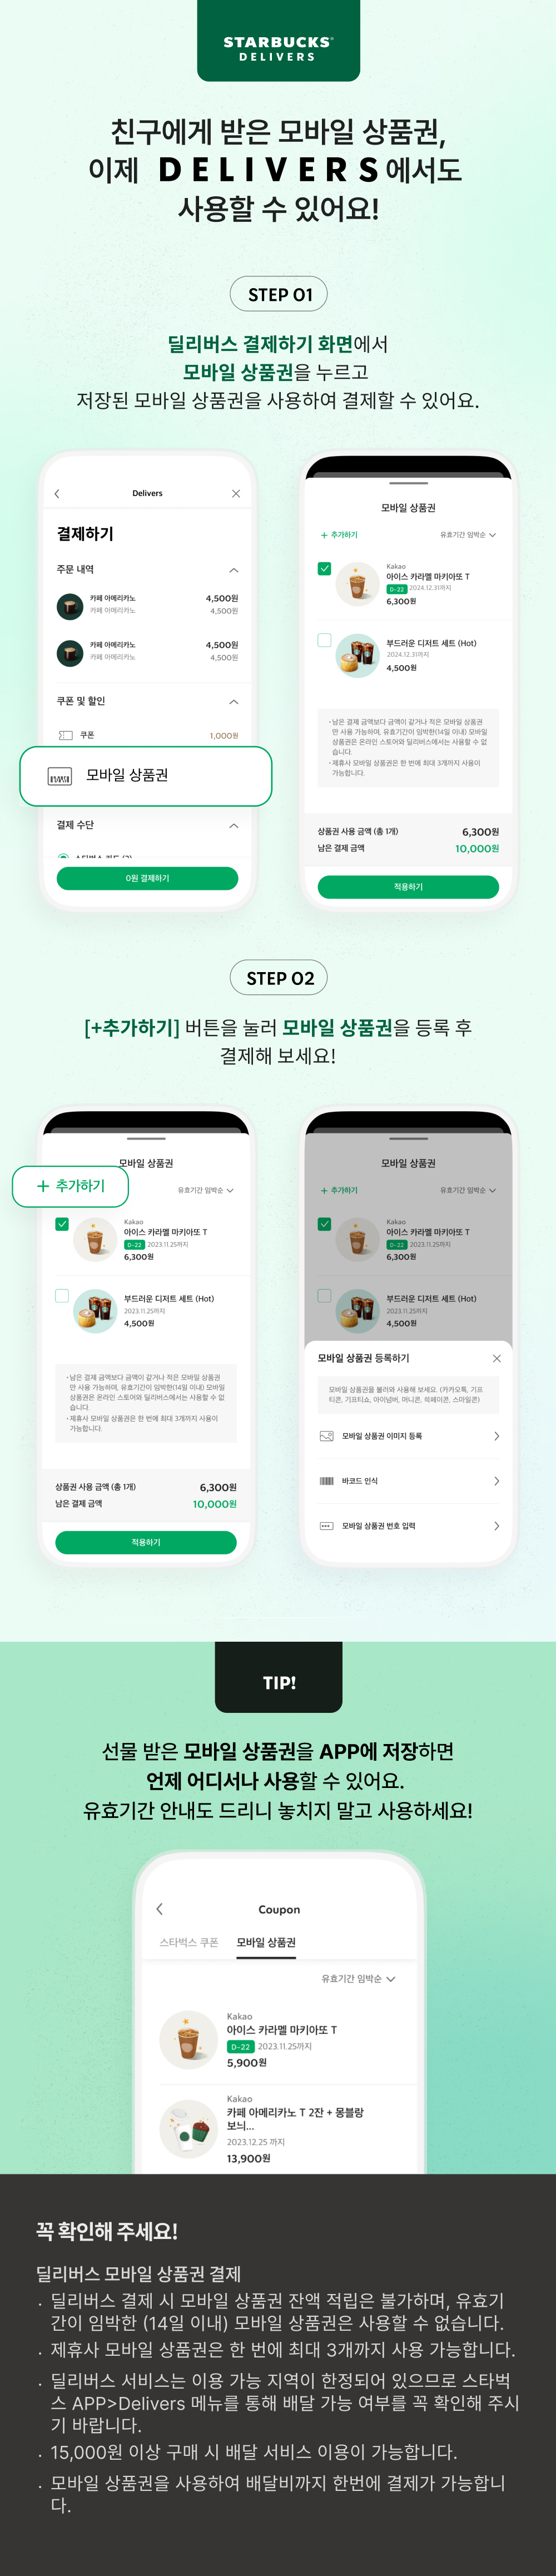 STARBUCKS®
DELIVERS
친구에게 받은 모바일 상품권,
이제 DELIVERS에서도
사용할 수 있어요!
STEP 01
딜리버스 결제하기 화면에서
모바일 상품권을 누르고
저장된 모바일 상품권을 사용하여 결제할 수 있어요.
Delivers
결제하기
주문 내역
카페 아메리카노 4,500원
카페 아메리카노 4,500원
카페 아메리카노 4,500원
카페 아메리카노 4,500원
쿠폰 및 할인
쿠폰 1,000원
모바일 상품권
결제 수단
0원 결제하기
모바일 상품권
+ 추가하기 유효기간 임박순
Kakao
아이스 카라멜 마키아또 T
D-22 2024.12.31까지
6,300원
부드러운 디저트 세트 (Hot)
2024.12.31까지
4,500원
· 남은 결제 금액보다 금액이 같거나 적은 모바일 상품권
만 사용 가능하며, 유효기간이 임박한(14일 이내) 모바일
상품권은 온라인 스토어와 딜리버스에서는 사용할 수 없
습니다.
· 제휴사 모바일 상품권은 한 번에 최대 3개까지 사용이
가능합니다.
상품권 사용 금액 (총 1개) 6,300원
남은 결제 금액 10,000원
적용하기
STEP 02
[+추가하기] 버튼을 눌러 모바일 상품권을 등록 후
결제해 보세요!
모바일 상품권
+ 추가하기
유효기간 임박순
Kakao
아이스 카라멜 마키아또 T
D-22 2023.11.25까지
6,300원
부드러운 디저트 세트 (Hot)
2023.11.25까지
4,500원
· 남은 결제 금액보다 금액이 같거나 적은 모바일 상품권
만 사용 가능하며, 유효기간이 임박한(14일 이내) 모바일
상품권은 온라인 스토어와 딜리버스에서는 사용할 수 없
습니다.
· 제휴사 모바일 상품권은 한 번에 최대 3개까지 사용이
가능합니다.
상품권 사용 금액 (총 1개) 6,300원
남은 결제 금액 10,000원
적용하기
모바일 상품권
+ 추가하기 유효기간 임박순
Kakao
아이스 카라멜 마키아또 T
D-22 2023.11.25까지
6,300원
부드러운 디저트 세트 (Hot)
2023.11.25까지
4,500원
모바일 상품권 등록하기
모바일 상품권을 불러와 사용해 보세요. (카카오톡, 기프
티콘, 기프티쇼, 아이넘버, 머니콘, 쏙페이콘, 스마일콘)
모바일 상품권 이미지 등록
바코드 인식
모바일 상품권 번호 입력
TIP!
선물 받은 모바일 상품권을 APP에 저장하면
언제 어디서나 사용할 수 있어요.
유효기간 안내도 드리니 놓치지 말고 사용하세요!
Coupon
스타벅스 쿠폰 모바일 상품권
유효기간 임박순
Kakao
아이스 카라멜 마키아또 T
D-22 2023.11.25까지
5,900원
Kakao
카페 아메리카노 T 2잔 + 몽블랑
보늬...
2023.12.25 까지
13,900원
꼭 확인해 주세요!
딜리버스 모바일 상품권 결제
· 딜리버스 결제 시 모바일 상품권 잔액 적립은 불가하며, 유효기
간이 임박한 (14일 이내) 모바일 상품권은 사용할 수 없습니다.
· 제휴사 모바일 상품권은 한 번에 최대 3개까지 사용 가능합니다.
· 딜리버스 서비스는 이용 가능 지역이 한정되어 있으므로 스타벅
스 APP>Delivers 메뉴를 통해 배달 가능 여부를 꼭 확인해 주시
기 바랍니다.
· 15,000원 이상 구매 시 배달 서비스 이용이 가능합니다.
· 모바일 상품권을 사용하여 배달비까지 한번에 결제가 가능합니
다.